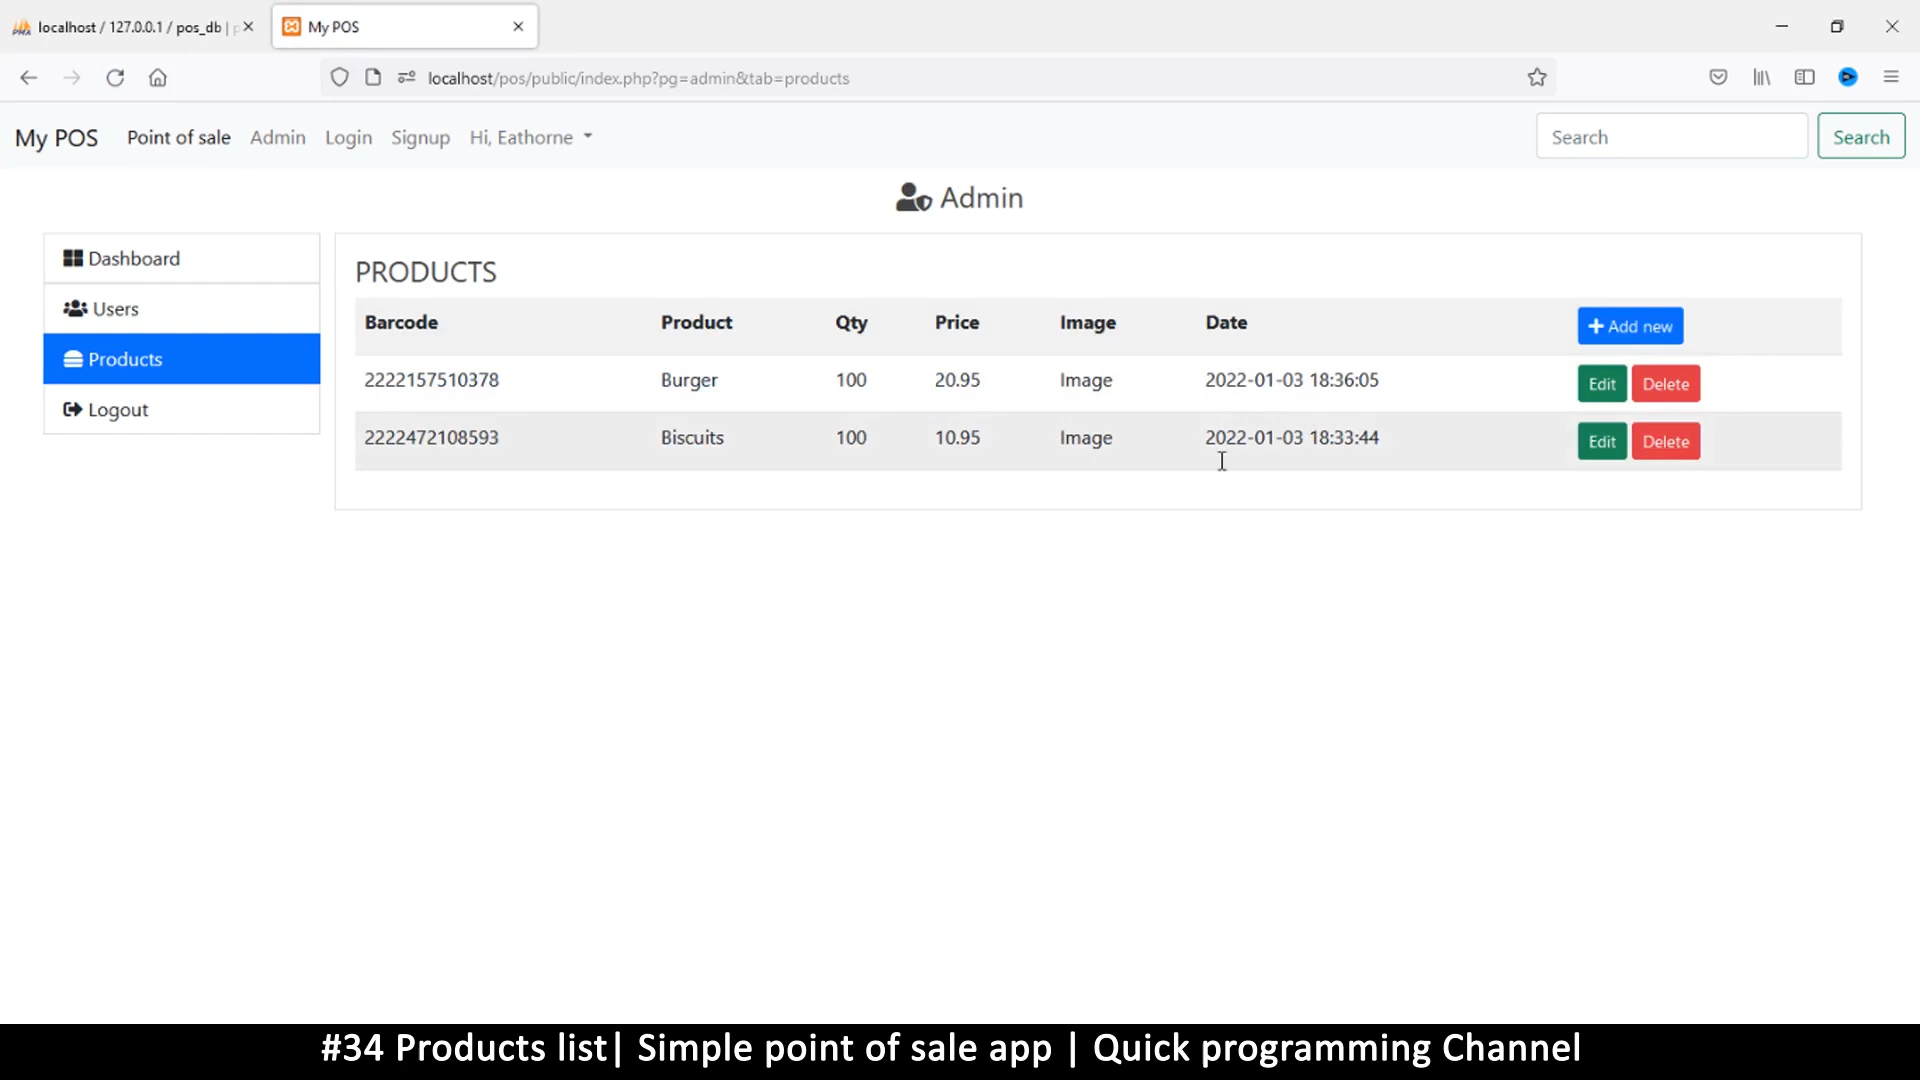 localhost / 127.0.0.1 / pos_db |
My POS
localhost/pos/public/index.php?pg=admin&tab=products
My POS Point of sale Admin Login Signup Hi, Eathorne Search Search
Admin
Dashboard
Users
Products
Logout
PRODUCTS
Barcode Product Qty Price Image Date Add new
2222157510378 Burger 100 20.95 Image 2022-01-03 18:36:05 Edit Delete
2222472108593 Biscuits 100 10.95 Image 2022-01-03 18:33:44 Edit Delete
#34 Products list| Simple point of sale app | Quick programming Channel